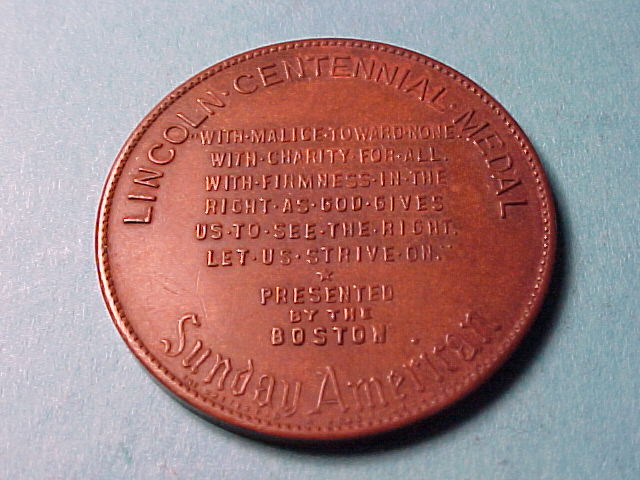 LINCOLN·CENTENNIAL·MEDAL
"WITH·MALICE·TOWARD·NONE.
WITH·CHARITY·FOR·ALL.
WITH·FIRMNESS·IN·THE
RIGHT·AS·GOD·GIVES
US·TO·SEE·THE·RIGHT.
LET·US·STRIVE·ON."
PRESENTED
BY THE
BOSTON
Sunday American